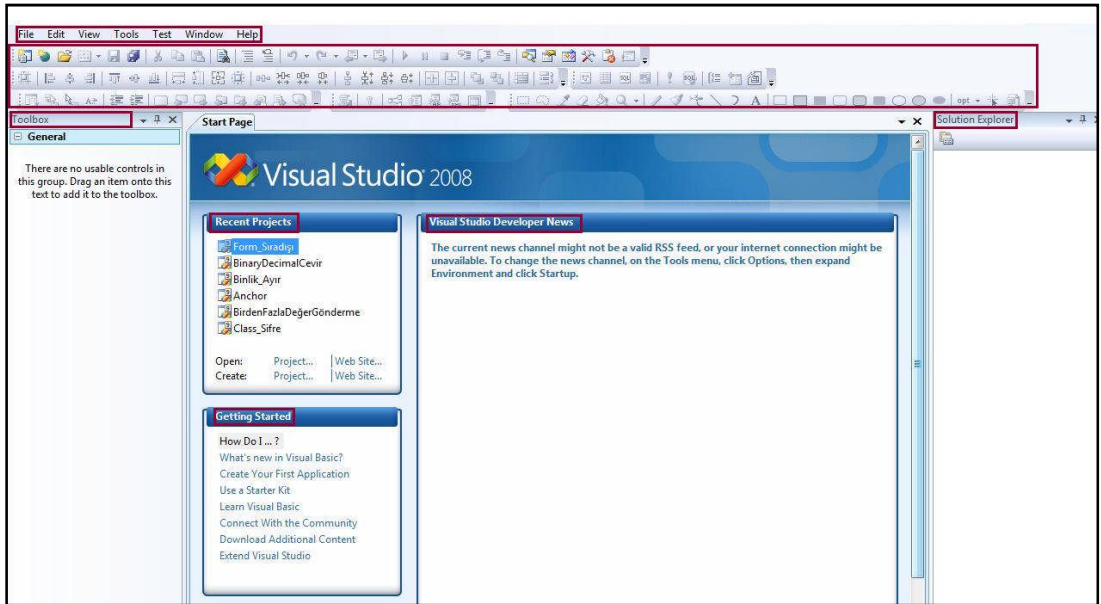 File Edit View Tools Test Window Help
opt
Toolbox
Start Page
Solution Explorer
General
There are no usable controls in
this group. Drag an item onto this
text to add it to the toolbox.
Visual Studio 2008
Recent Projects
Form_Sıradışı
BinaryDecimalCevir
Binlik_Ayır
Anchor
BirdenFazlaDeğerGönderme
Class_Sifre
Open: Project... Web Site...
Create: Project... Web Site...
Getting Started
How Do I ... ?
What's new in Visual Basic?
Create Your First Application
Use a Starter Kit
Learn Visual Basic
Connect With the Community
Download Additional Content
Extend Visual Studio
Visual Studio Developer News
The current news channel might not be a valid RSS feed, or your internet connection might be
unavailable. To change the news channel, on the Tools menu, click Options, then expand
Environment and click Startup.